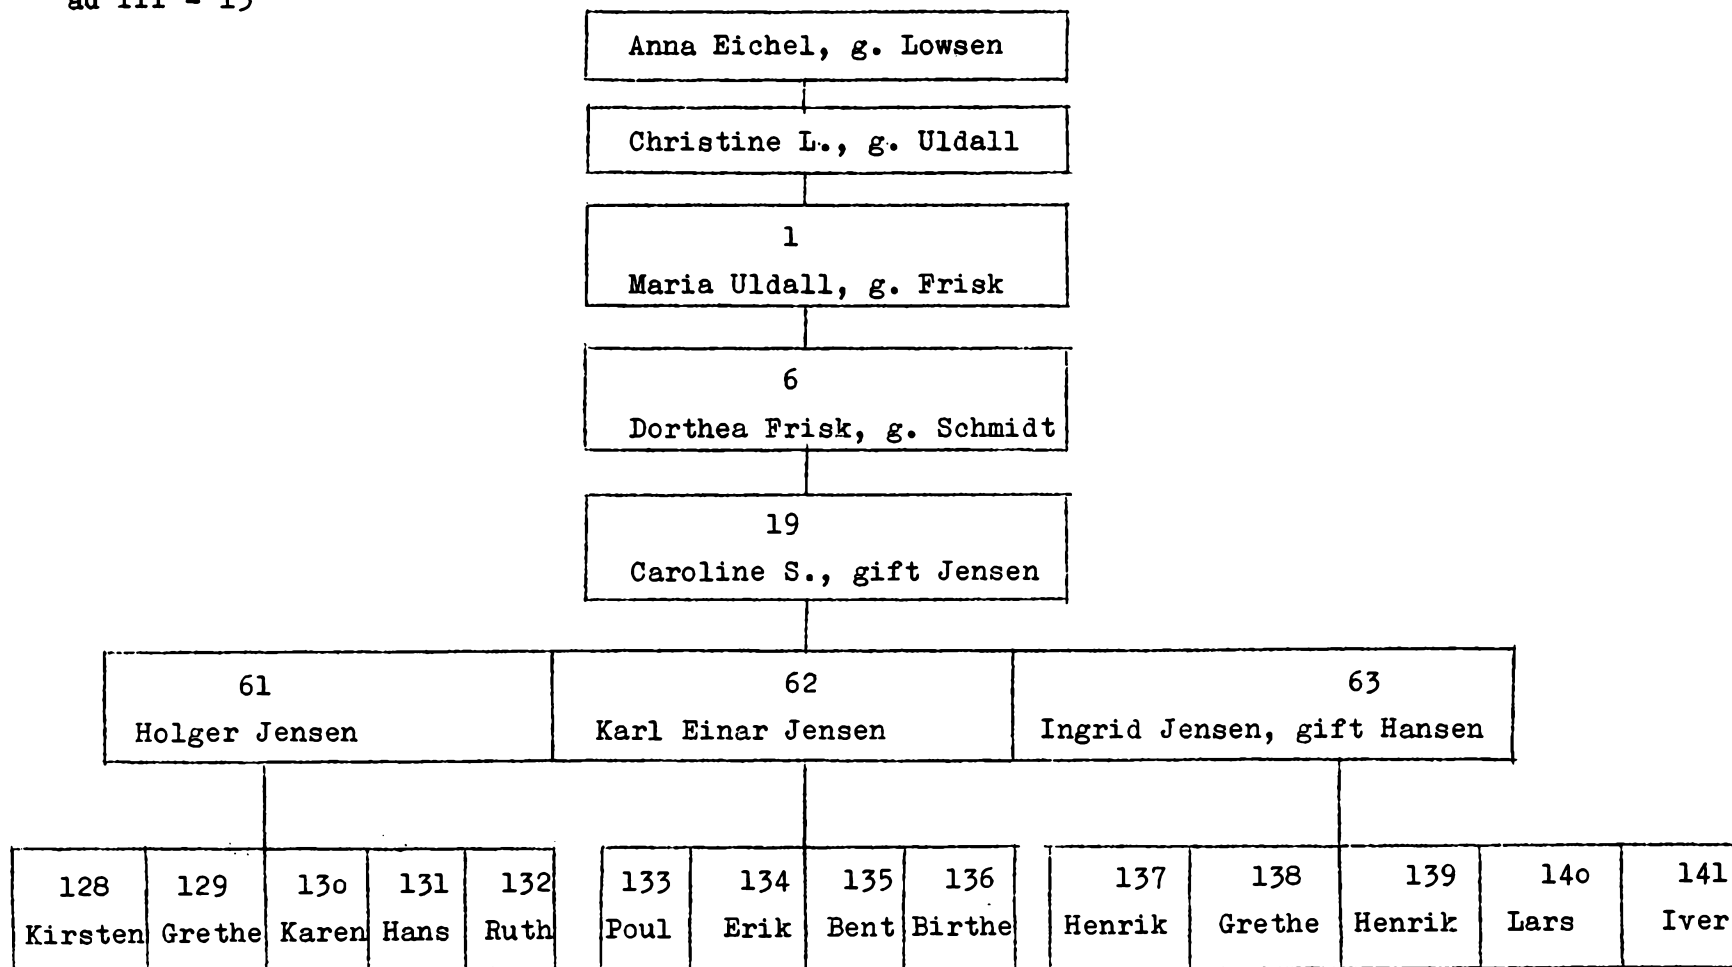 ad III - 15
Anna Eichel, g. Lowsen
Christine L., g. Uldall
1
Maria Uldall, g. Frisk
6
Dorthea Frisk, g. Schmidt
19
Caroline S., gift Jensen
61 62 63
Holger Jensen Karl Einar Jensen Ingrid Jensen, gift Hansen
128 129 13o 131 132 133 134 135 136 137 138 139 14o 141
Kirsten Grethe Karen Hans Ruth Poul Erik Bent Birthe Henrik Grethe Henrik Lars Iver